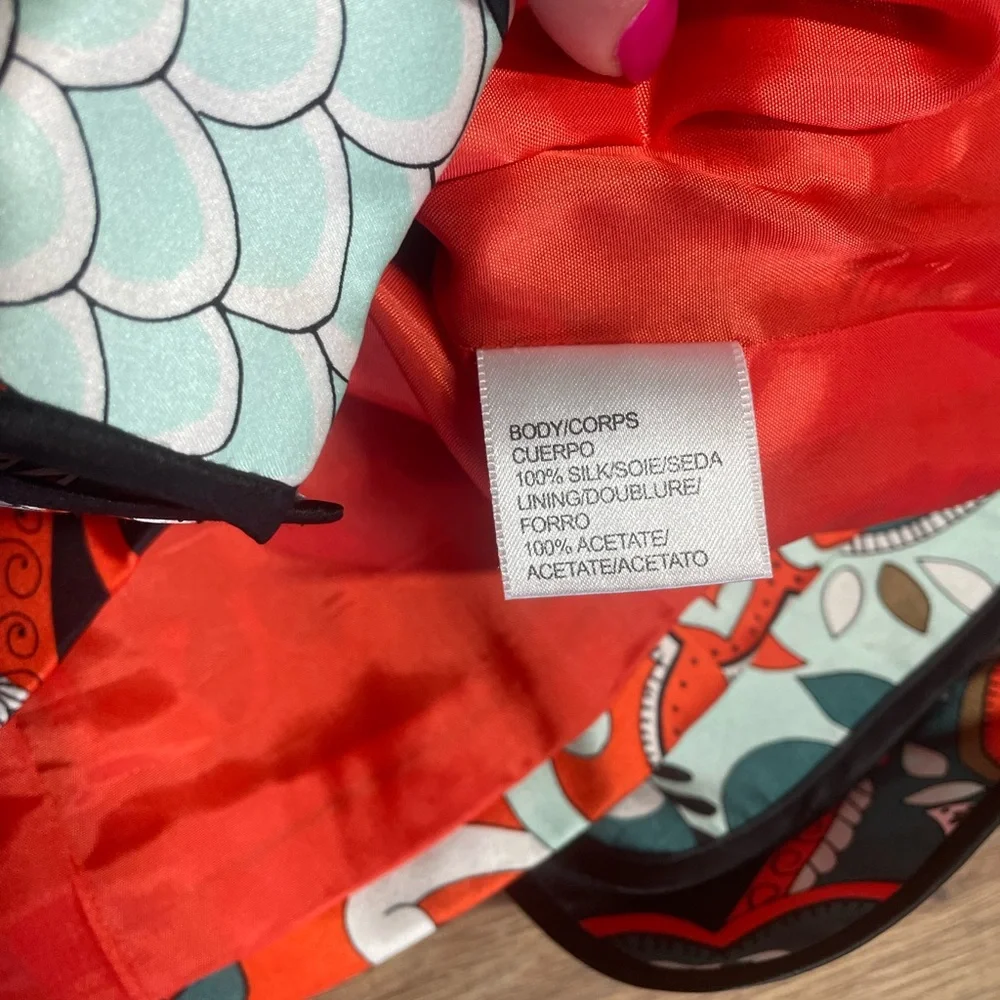 BODY/CORPS
CUERPO
100% SILK/SOIE/SEDA
LINING/DOUBLURE/
FORRO
100% ACETATE/
ACETATE/ACETATO